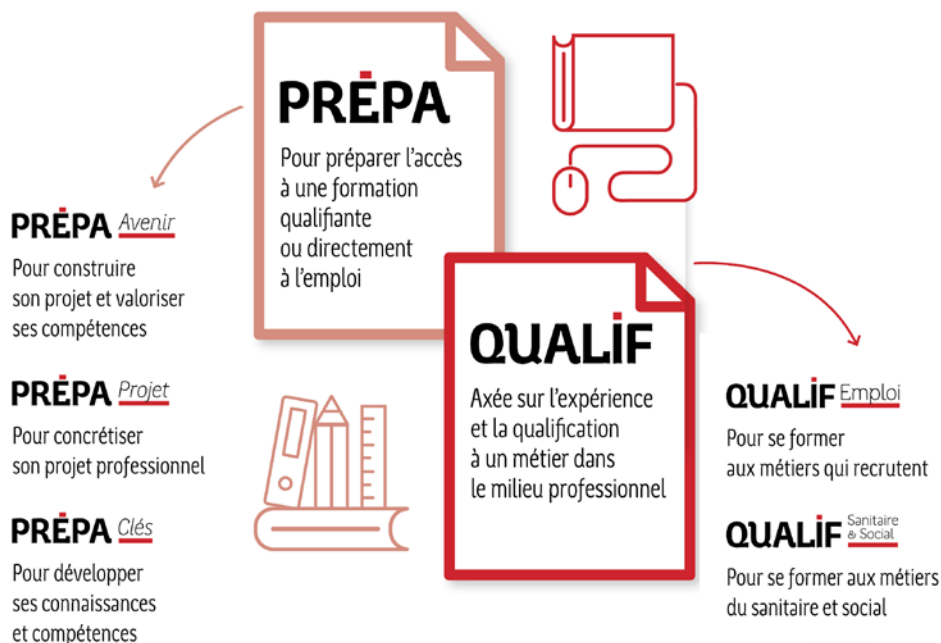 PRÉPA
Pour préparer l'accès
à une formation
qualifiante
ou directement
à l'emploi
PRÉPA Avenir
Pour construire
son projet et valoriser
ses compétences
PRÉPA Projet
Pour concrétiser
son projet professionnel
PRÉPA Clés
Pour développer
ses connaissances
et compétences
QUALIF
Axée sur l'expérience
et la qualification
à un métier dans
le milieu professionnel
QUALIF Emploi
Pour se former
aux métiers qui recrutent
QUALIF Sanitaire
& Social
Pour se former aux métiers
du sanitaire et social